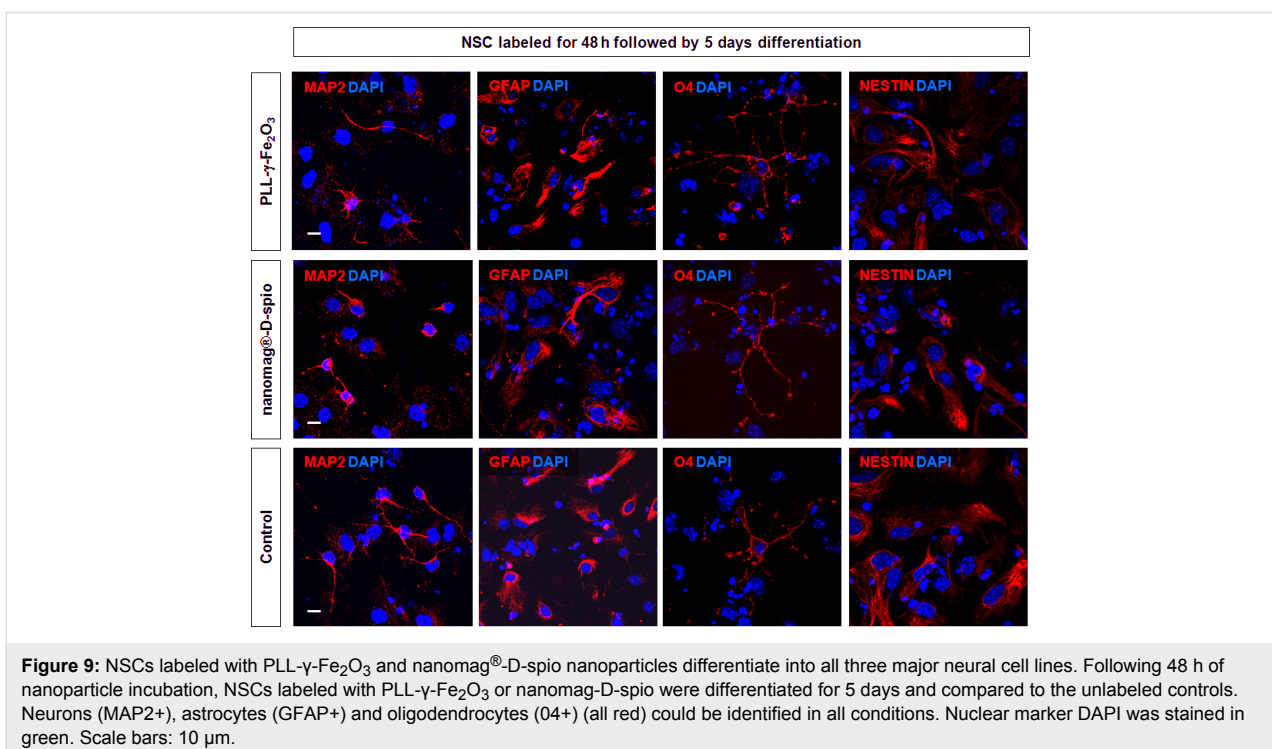 NSC labeled for 48 h followed by 5 days differentiation
PLL-γ-Fe₂O₃
MAP2 DAPI
GFAP DAPI
O4 DAPI
NESTIN DAPI
nanomag®-D-spio
MAP2 DAPI
GFAP DAPI
O4 DAPI
NESTIN DAPI
Control
MAP2 DAPI
GFAP DAPI
O4 DAPI
NESTIN DAPI
Figure 9: NSCs labeled with PLL-γ-Fe₂O₃ and nanomag®-D-spio nanoparticles differentiate into all three major neural cell lines. Following 48 h of
nanoparticle incubation, NSCs labeled with PLL-γ-Fe₂O₃ or nanomag-D-spio were differentiated for 5 days and compared to the unlabeled controls.
Neurons (MAP2+), astrocytes (GFAP+) and oligodendrocytes (04+) (all red) could be identified in all conditions. Nuclear marker DAPI was stained in
green. Scale bars: 10 μm.